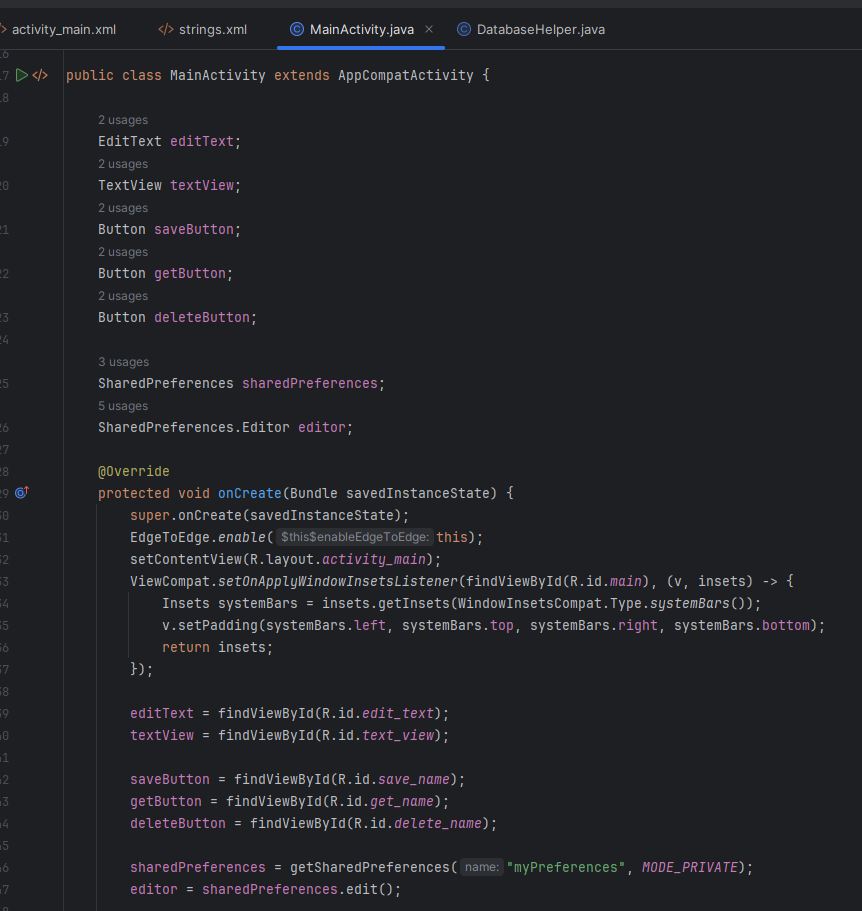 activity_main.xml </> strings.xml MainActivity.java × DatabaseHelper.java
16
17 </> public class MainActivity extends AppCompatActivity {
18
2 usages
19 EditText editText;
2 usages
20 TextView textView;
2 usages
21 Button saveButton;
2 usages
22 Button getButton;
2 usages
23 Button deleteButton;
24
3 usages
25 SharedPreferences sharedPreferences;
5 usages
26 SharedPreferences.Editor editor;
27
28 @Override
29 protected void onCreate(Bundle savedInstanceState) {
30 super.onCreate(savedInstanceState);
31 EdgeToEdge.enable( $this$enableEdgeToEdge: this);
32 setContentView(R.layout.activity_main);
33 ViewCompat.setOnApplyWindowInsetsListener(findViewById(R.id.main), (v, insets) -> {
34 Insets systemBars = insets.getInsets(WindowInsetsCompat.Type.systemBars());
35 v.setPadding(systemBars.left, systemBars.top, systemBars.right, systemBars.bottom);
36 return insets;
37 });
38
39 editText = findViewById(R.id.edit_text);
40 textView = findViewById(R.id.text_view);
41
42 saveButton = findViewById(R.id.save_name);
43 getButton = findViewById(R.id.get_name);
44 deleteButton = findViewById(R.id.delete_name);
45
46 sharedPreferences = getSharedPreferences( name: "myPreferences", MODE_PRIVATE);
47 editor = sharedPreferences.edit();